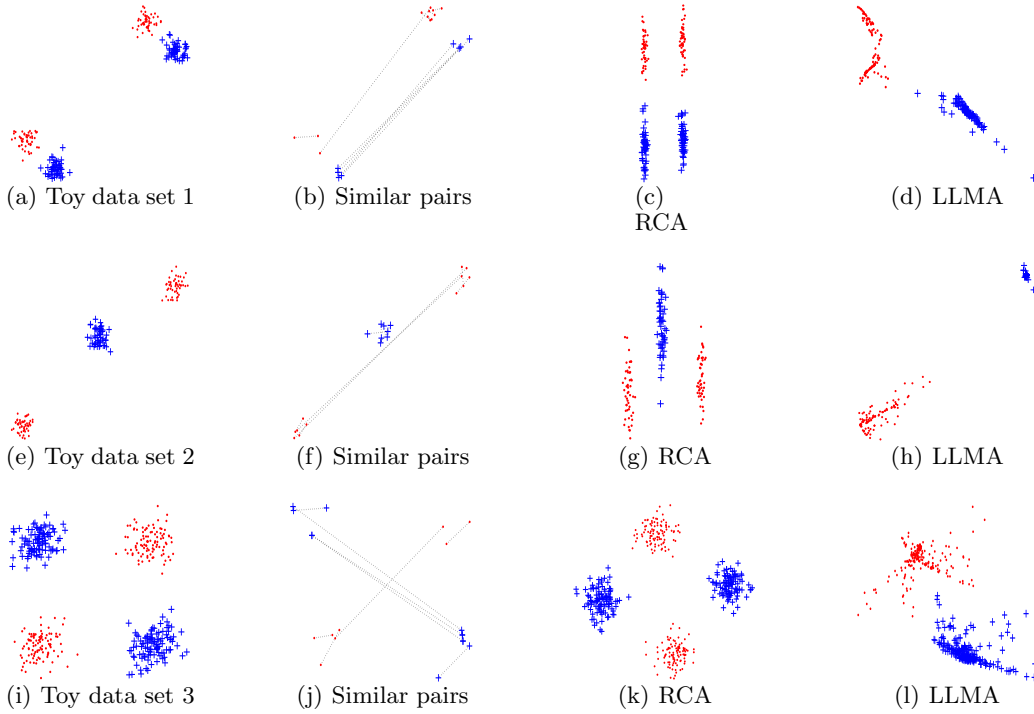 (a) Toy data set 1
(b) Similar pairs
(c)
RCA
(d) LLMA
(e) Toy data set 2
(f) Similar pairs
(g) RCA
(h) LLMA
(i) Toy data set 3
(j) Similar pairs
(k) RCA
(l) LLMA